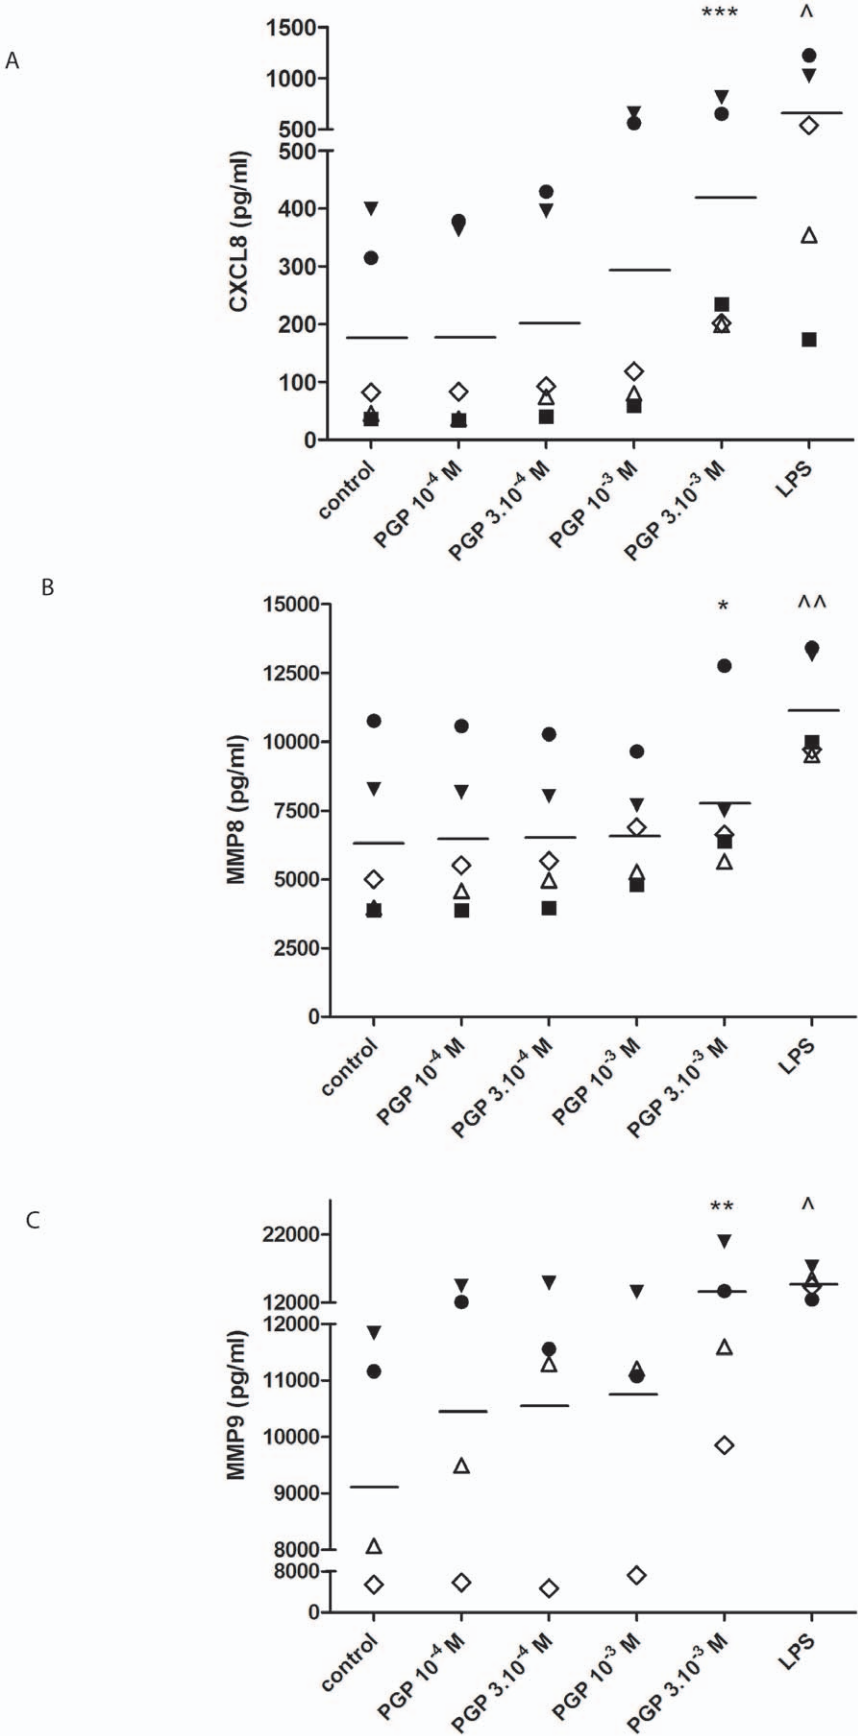 A
*** ^
1500
1000
500
500
400
300
200
100
0
CXCL8 (pg/ml)
control
PGP 10⁻⁴ M
PGP 3.10⁻⁴ M
PGP 10⁻³ M
PGP 3.10⁻³ M
LPS
B
* ^^
15000
12500
10000
7500
5000
2500
0
MMP8 (pg/ml)
control
PGP 10⁻⁴ M
PGP 3.10⁻⁴ M
PGP 10⁻³ M
PGP 3.10⁻³ M
LPS
C
** ^
22000
12000
12000
11000
10000
9000
8000
8000
0
MMP9 (pg/ml)
control
PGP 10⁻⁴ M
PGP 3.10⁻⁴ M
PGP 10⁻³ M
PGP 3.10⁻³ M
LPS